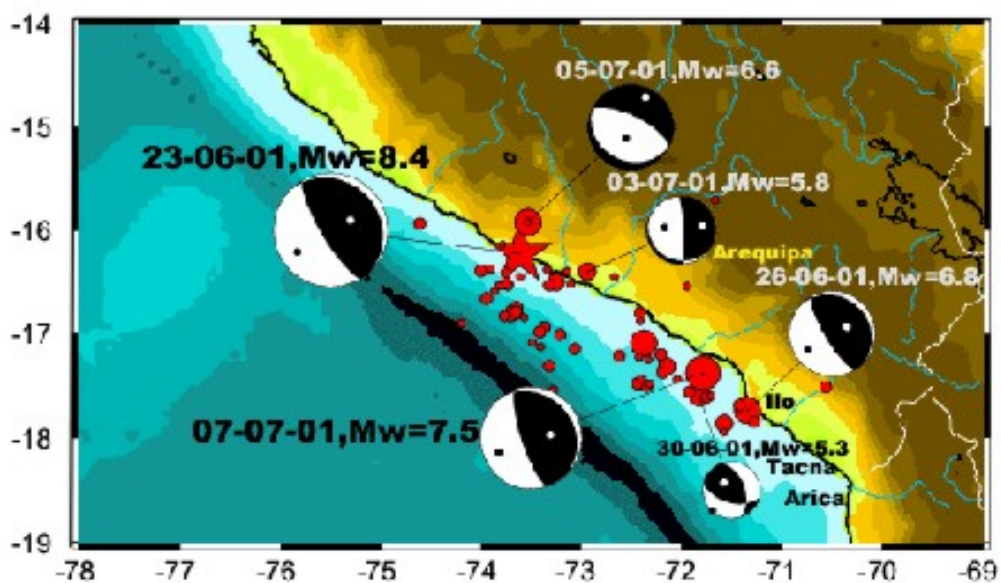 -14
05-07-01,Mw=6.6
-15
23-06-01,Mw=8.4
03-07-01,Mw=5.8
-16
Arequipa
26-06-01,Mw=6.8
-17
Ilo
07-07-01,Mw=7.5
-18
30-06-01,Mw=5.3
Tacna
Arica
-19
-78 -77 -76 -75 -74 -73 -72 -71 -70 -69